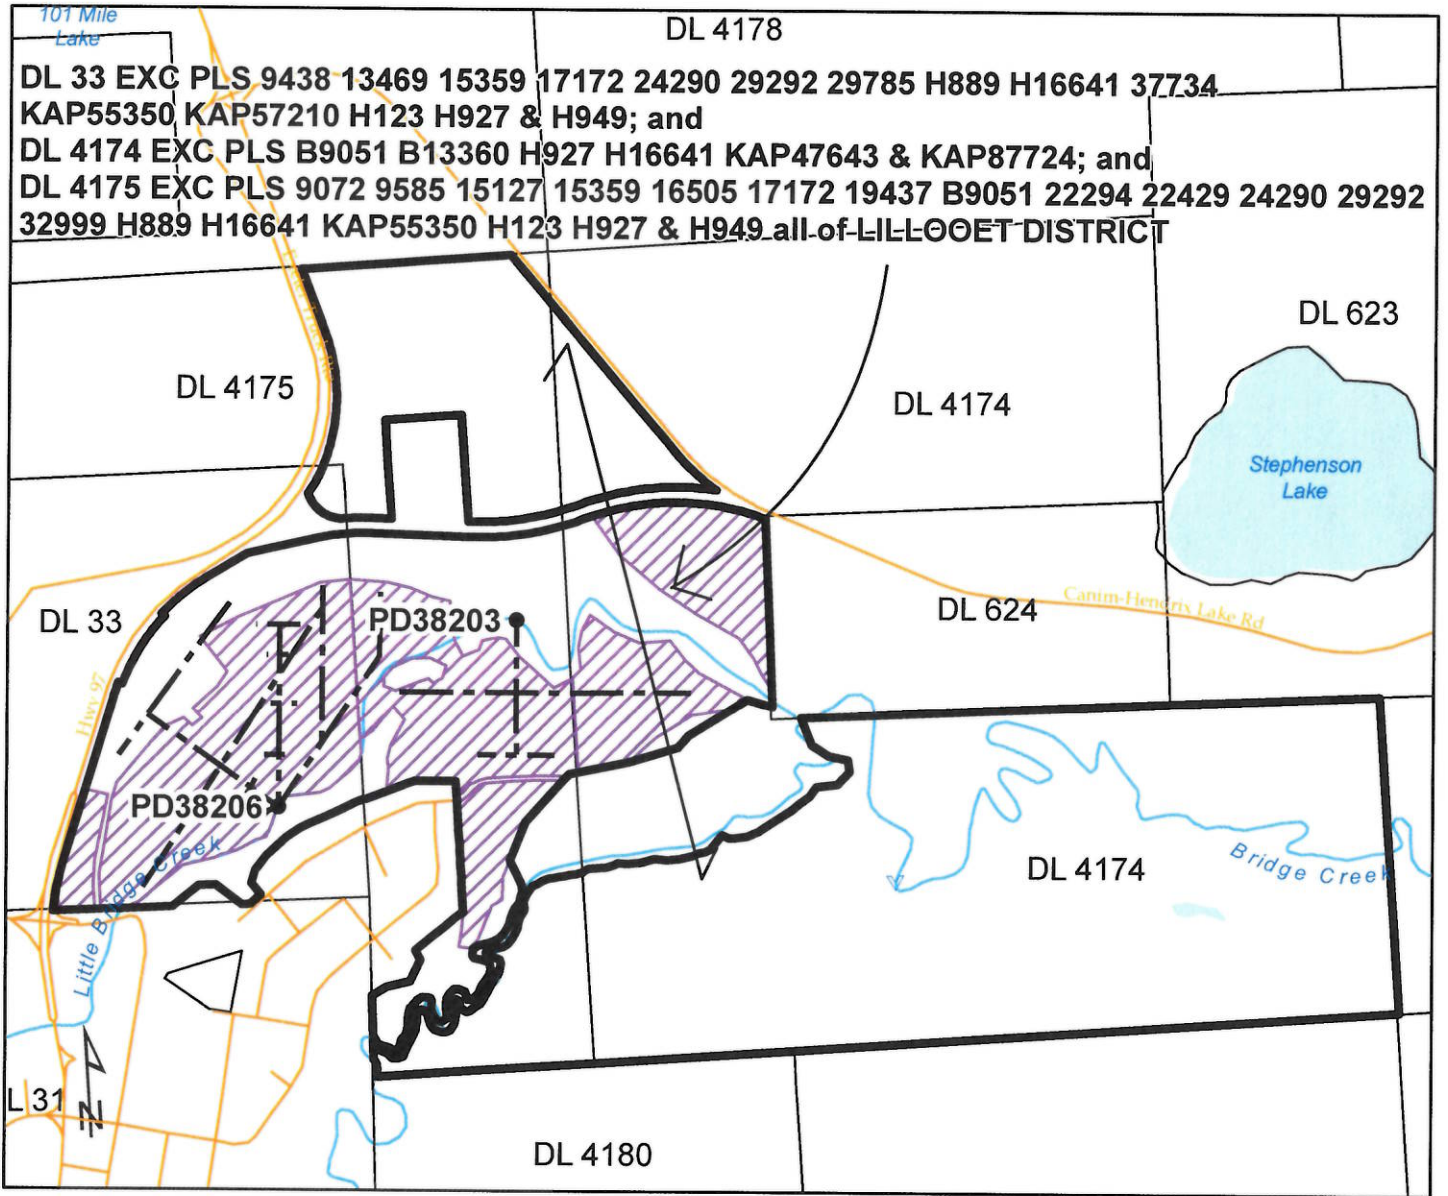 101 Mile
Lake
DL 4178
DL 33 EXC PLS 9438 13469 15359 17172 24290 29292 29785 H889 H16641 37734
KAP55350 KAP57210 H123 H927 & H949; and
DL 4174 EXC PLS B9051 B13360 H927 H16641 KAP47643 & KAP87724; and
DL 4175 EXC PLS 9072 9585 15127 15359 16505 17172 19437 B9051 22294 22429 24290 29292
32999 H889 H16641 KAP55350 H123 H927 & H949 all of LILLOOET DISTRICT
DL 623
DL 4175
DL 4174
Stephenson
Lake
Canim-Hendrix Lake Rd
DL 33
PD38203
DL 624
Hwy 97
PD38206
Little Bridge Creek
DL 4174
Bridge Creek
L 31
N
DL 4180